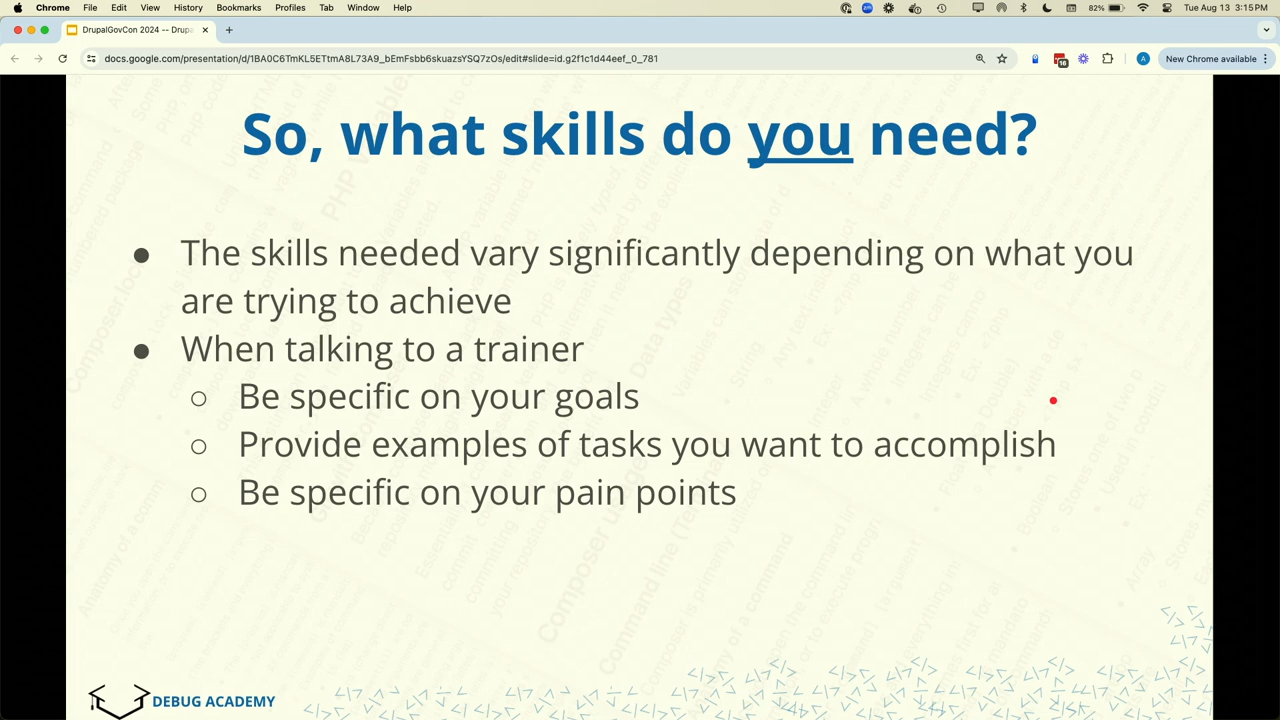 Chrome File Edit View History Bookmarks Profiles Tab Window Help 82% Tue Aug 13 3:15 PM
DrupalGovCon 2024 -- Drupa
docs.google.com/presentation/d/1BA0C6TmKL5ETtmA8L73A9_bEmFsbb6skuazsYSQ7zOs/edit#slide=id.g2f1c1d44eef_0_781
16
A
New Chrome available
So, what skills do you need?
● The skills needed vary significantly depending on what you
are trying to achieve
● When talking to a trainer
○ Be specific on your goals
○ Provide examples of tasks you want to accomplish
○ Be specific on your pain points
DEBUG ACADEMY